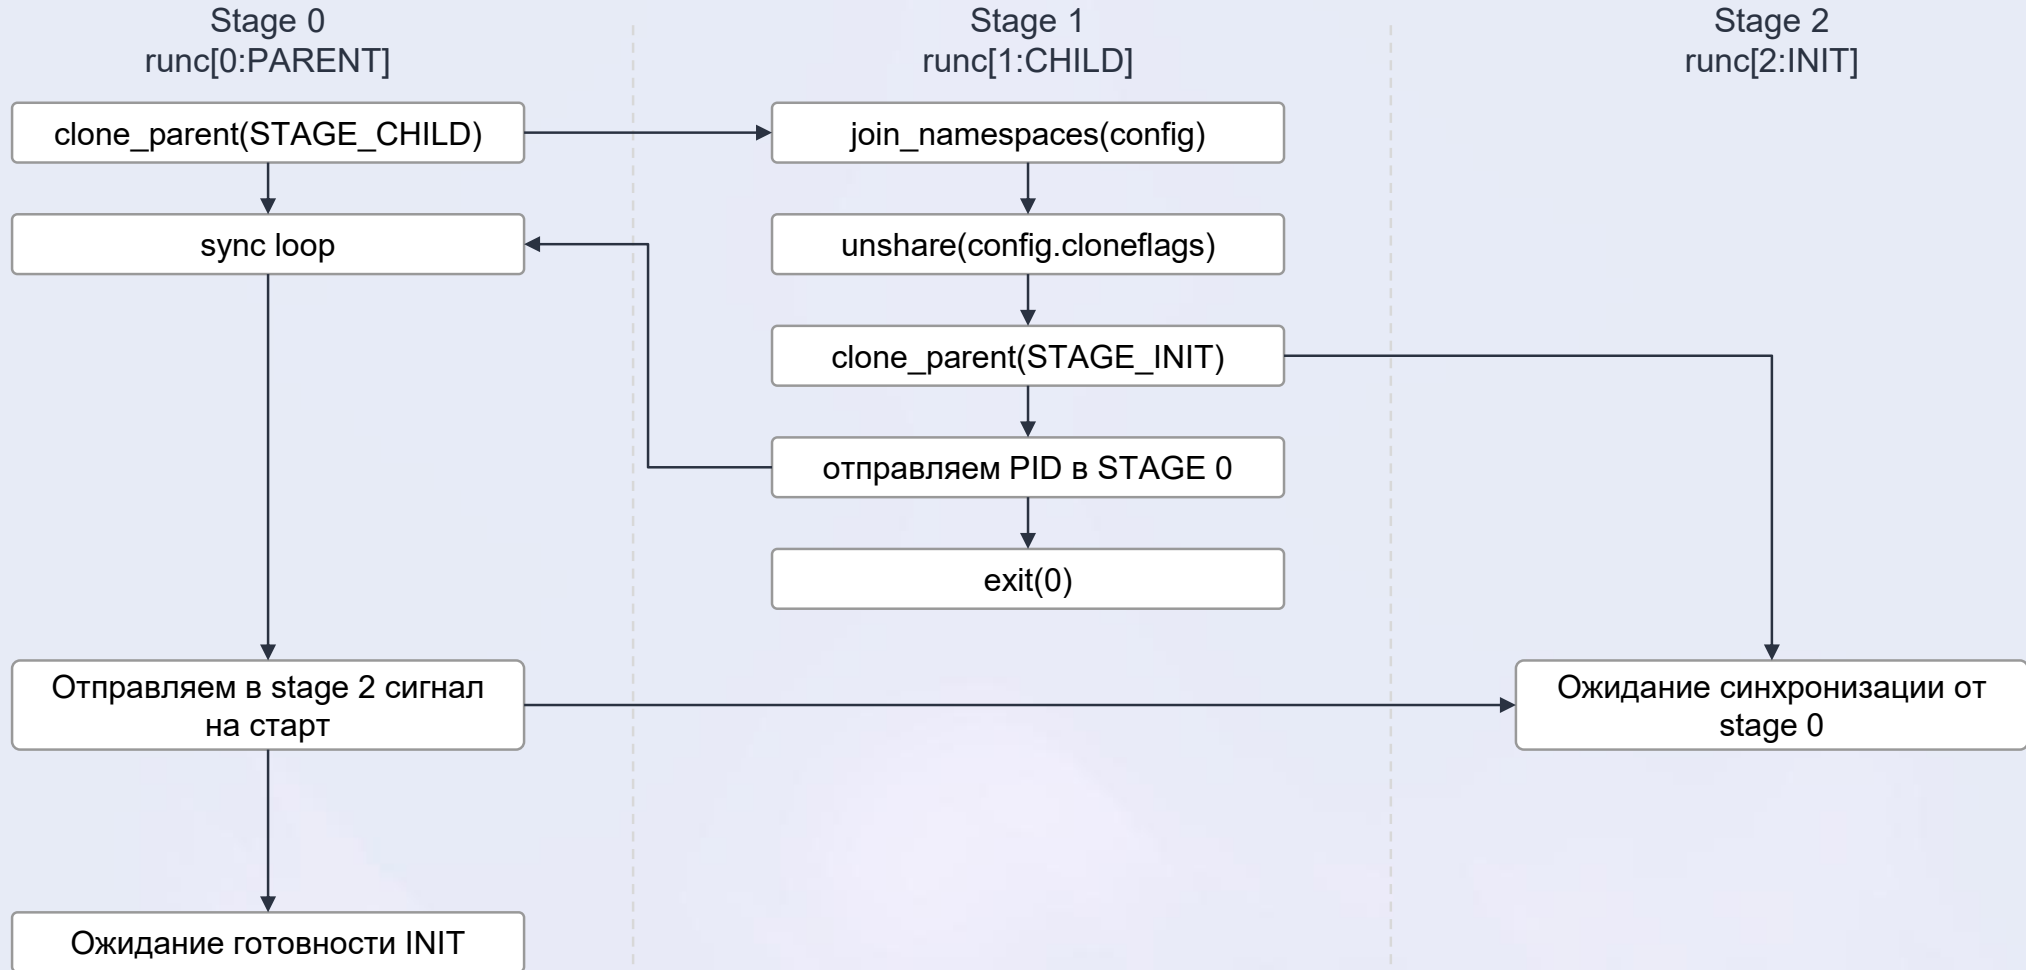 Stage 0
runc[0:PARENT]
Stage 1
runc[1:CHILD]
Stage 2
runc[2:INIT]
clone_parent(STAGE_CHILD)
join_namespaces(config)
sync loop
unshare(config.cloneflags)
clone_parent(STAGE_INIT)
отправляем PID в STAGE 0
exit(0)
Отправляем в stage 2 сигнал
на старт
Ожидание синхронизации от
stage 0
Ожидание готовности INIT